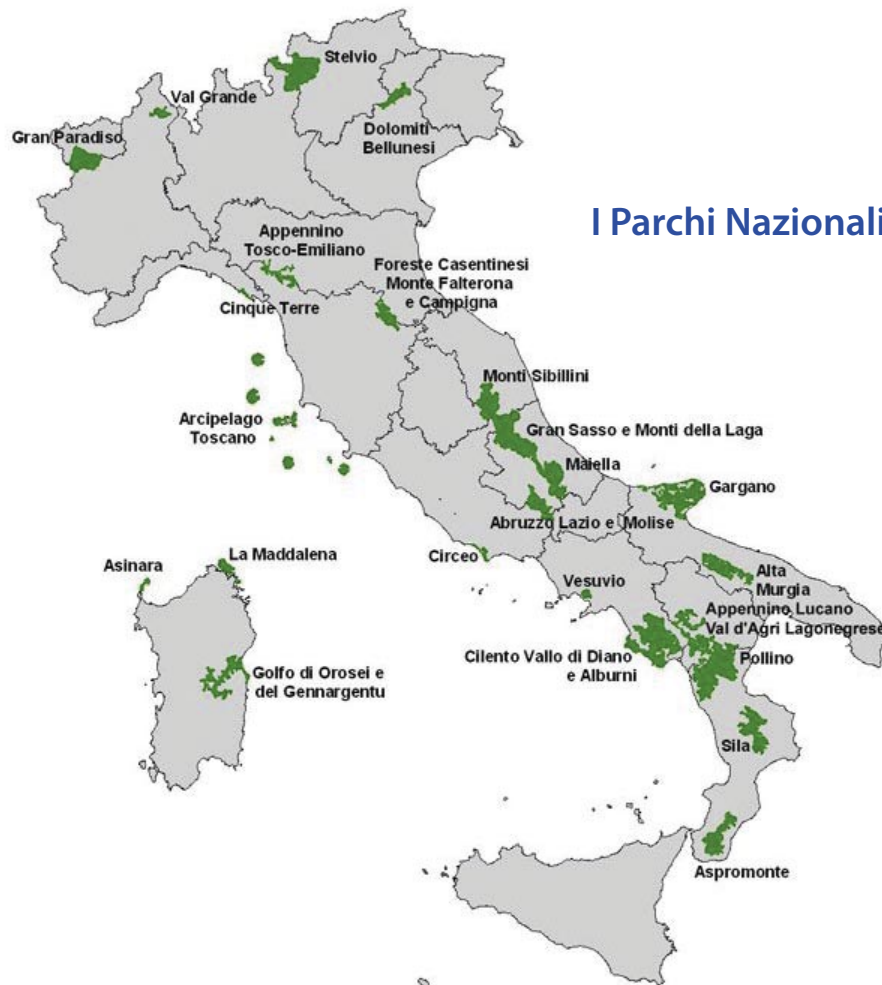 Stelvio
Val Grande
Gran Paradiso
Dolomiti
Bellunesi
I Parchi Nazionali
Appennino
Tosco-Emiliano
Foreste Casentinesi
Monte Falterona
e Campigna
Cinque Terre
Monti Sibillini
Arcipelago
Toscano
Gran Sasso e Monti della Laga
Maiella
Gargano
Abruzzo Lazio e Molise
Circeo
La Maddalena
Asinara
Vesuvio
Alta
Murgia
Appennino Lucano
Val d'Agri Lagonegrese
Cilento Vallo di Diano
e Alburni
Pollino
Golfo di Orosei e
del Gennargentu
Sila
Aspromonte